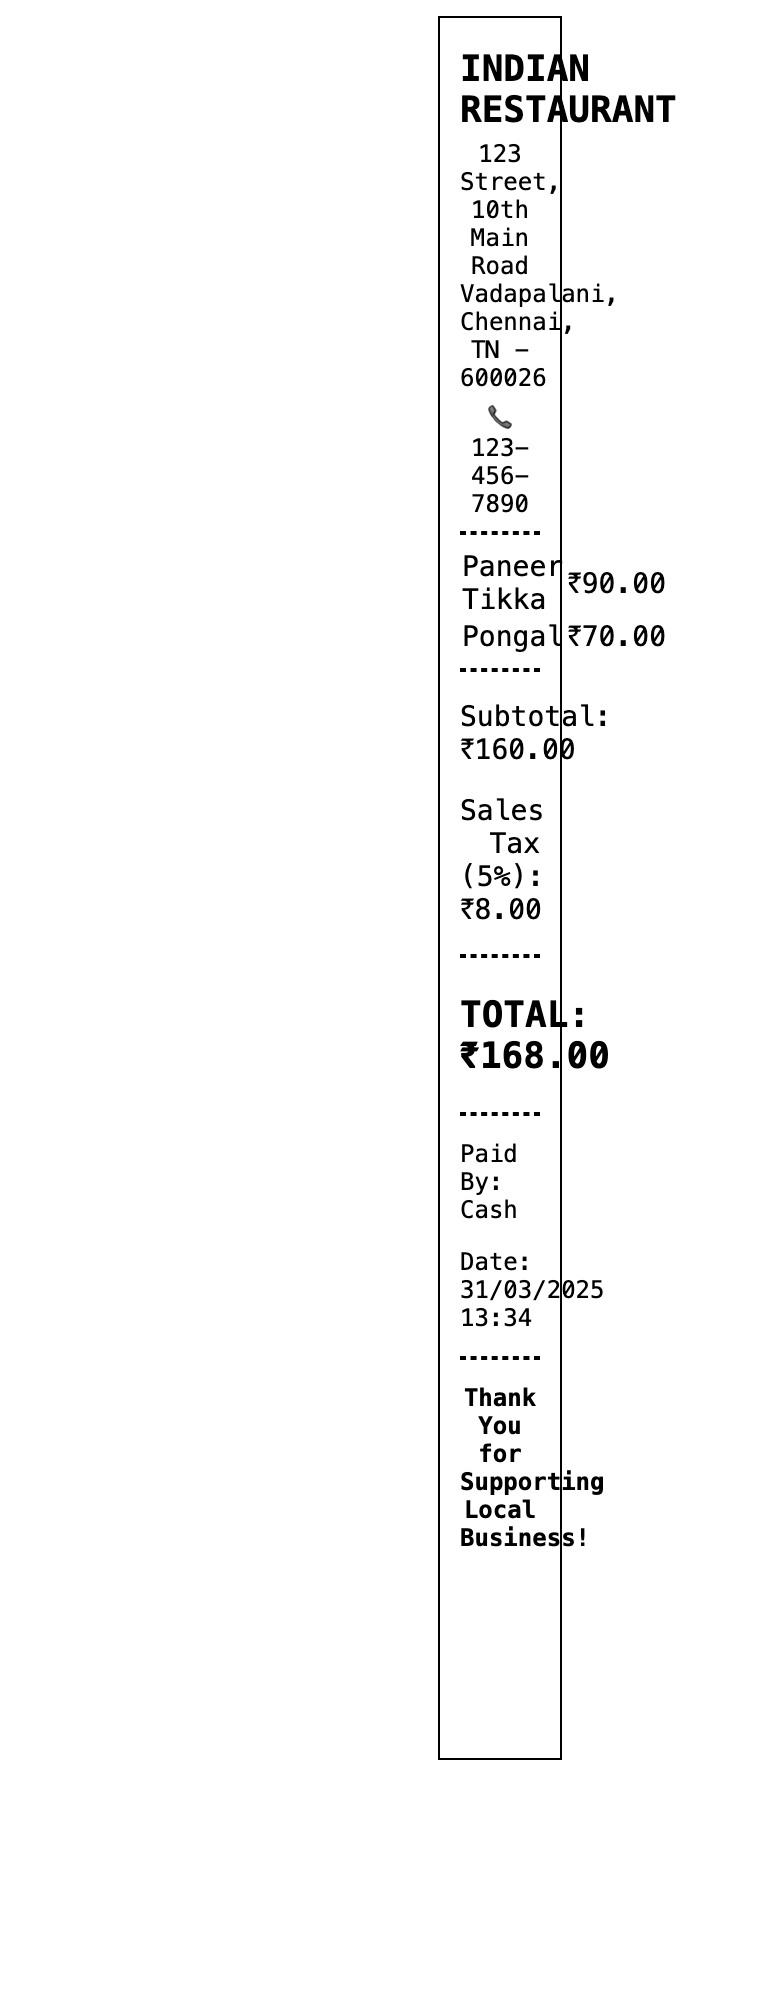 INDIAN
RESTAURANT
123
Street,
10th
Main
Road
Vadapalani,
Chennai,
TN -
600026
📞
123-
456-
7890
--------
Paneer
Tikka ₹90.00
Pongal ₹70.00
--------
Subtotal:
₹160.00
Sales
Tax
(5%):
₹8.00
--------
TOTAL:
₹168.00
--------
Paid
By:
Cash
Date:
31/03/2025
13:34
--------
Thank
You
for
Supporting
Local
Business!